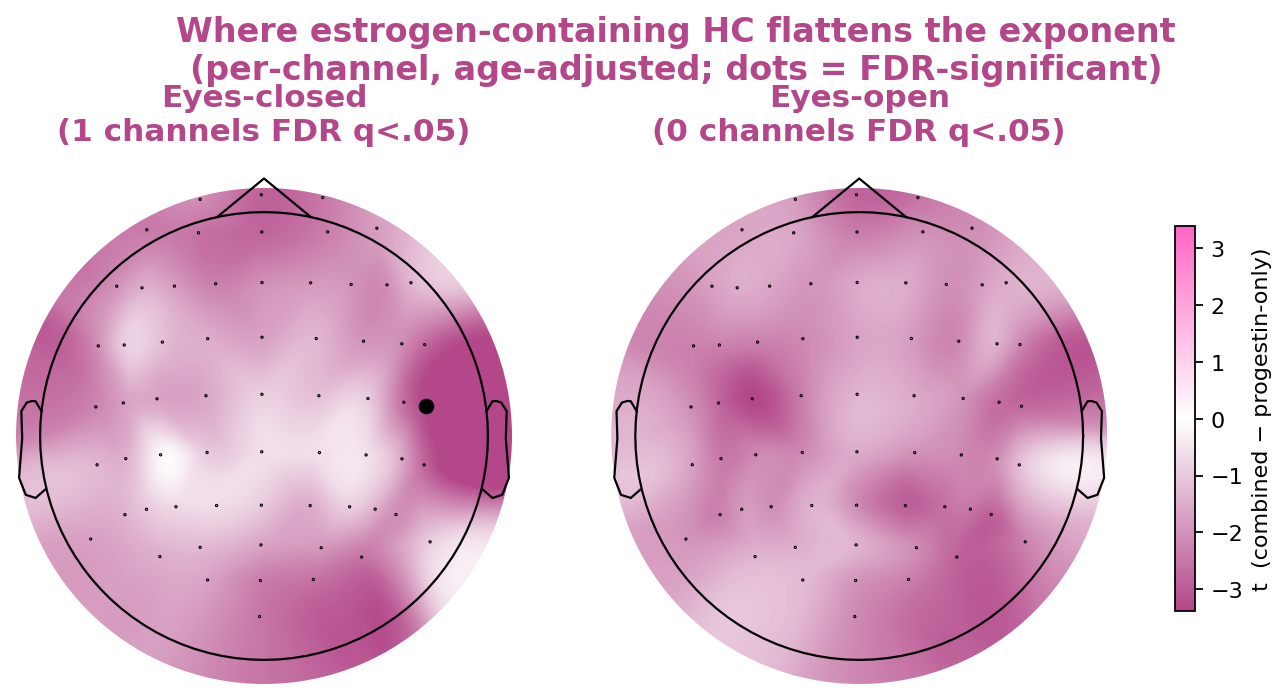 Where estrogen-containing HC flattens the exponent
(per-channel, age-adjusted; dots = FDR-significant)
Eyes-closed
(1 channels FDR q<.05)
Eyes-open
(0 channels FDR q<.05)
3
2
1
0
−1
−2
−3
t (combined − progestin-only)